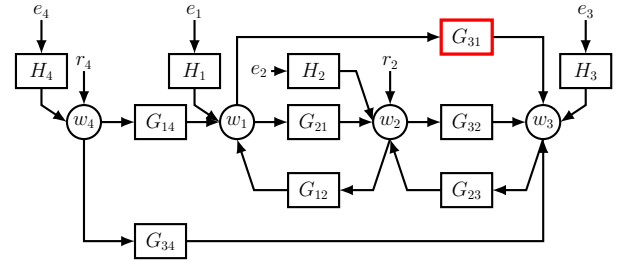 e₄ e₁ e₃
G₃₁
H₄ r₄ H₁ e₂ H₂ r₂ H₃
w₄ G₁₄ w₁ G₂₁ w₂ G₃₂ w₃
G₁₂ G₂₃
G₃₄